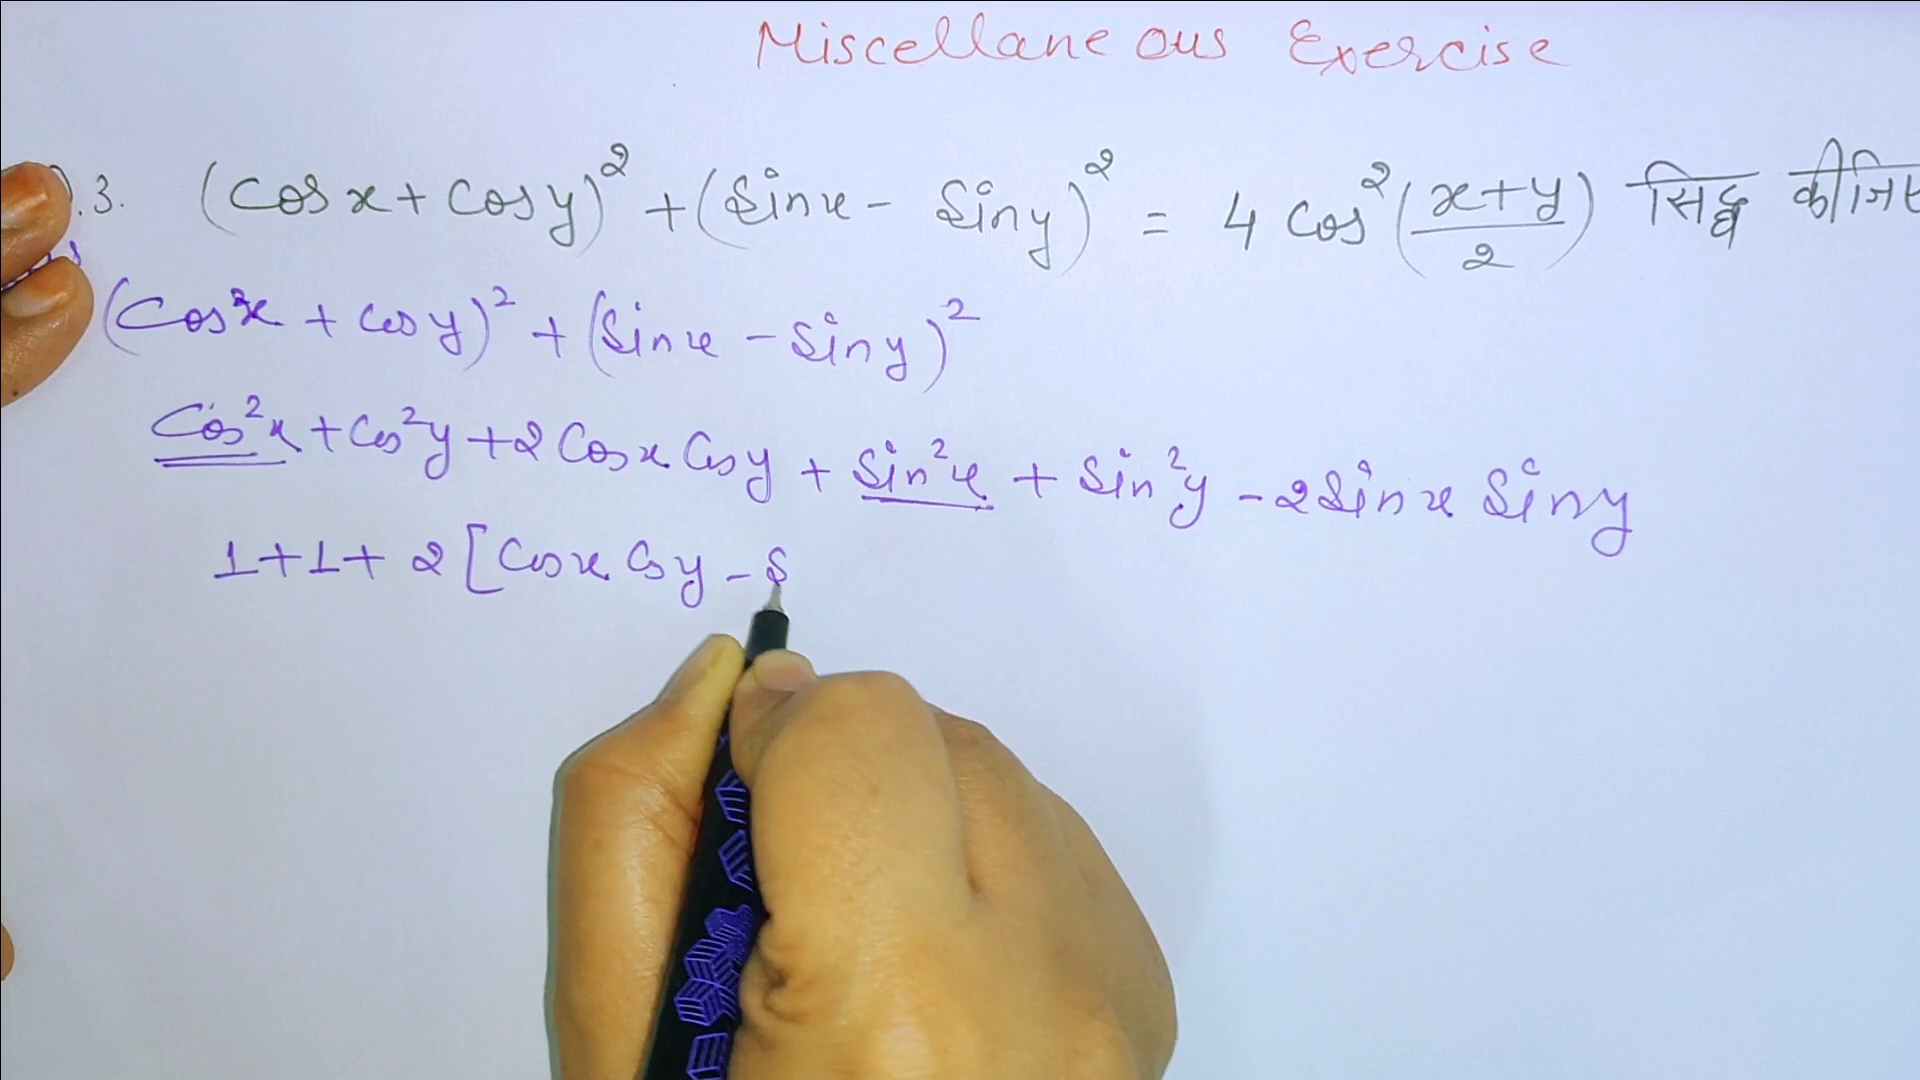 Miscellaneous Exercise
.3. (Cos x + Cos y)² + (Sin x - Sin y)² = 4 Cos² (x+y/2) सिद्ध कीजिए
(Cos x + Cos y)² + (Sin x - Sin y)²
Cos²x + Cos²y + 2 Cos x Cos y + Sin²x + Sin²y - 2 Sin x Sin y
1+1+ 2 [Cos x Cos y - S